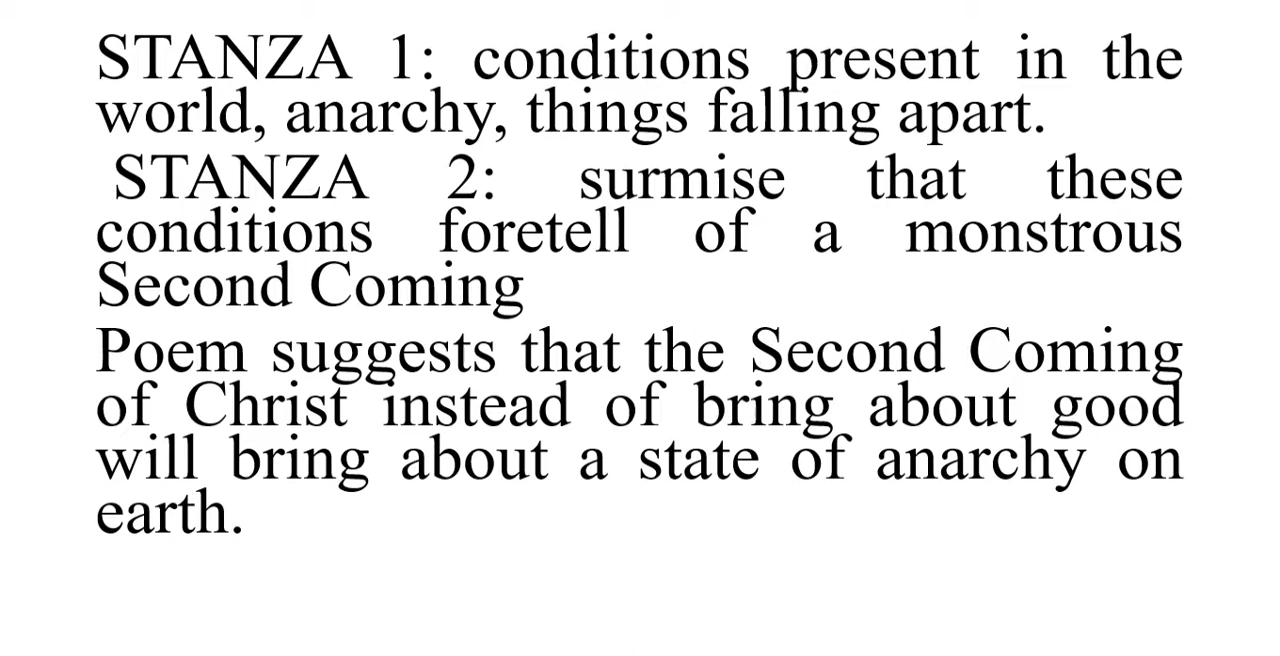 STANZA 1: conditions present in the
world, anarchy, things falling apart.
STANZA 2: surmise that these
conditions foretell of a monstrous
Second Coming
Poem suggests that the Second Coming
of Christ instead of bring about good
will bring about a state of anarchy on
earth.